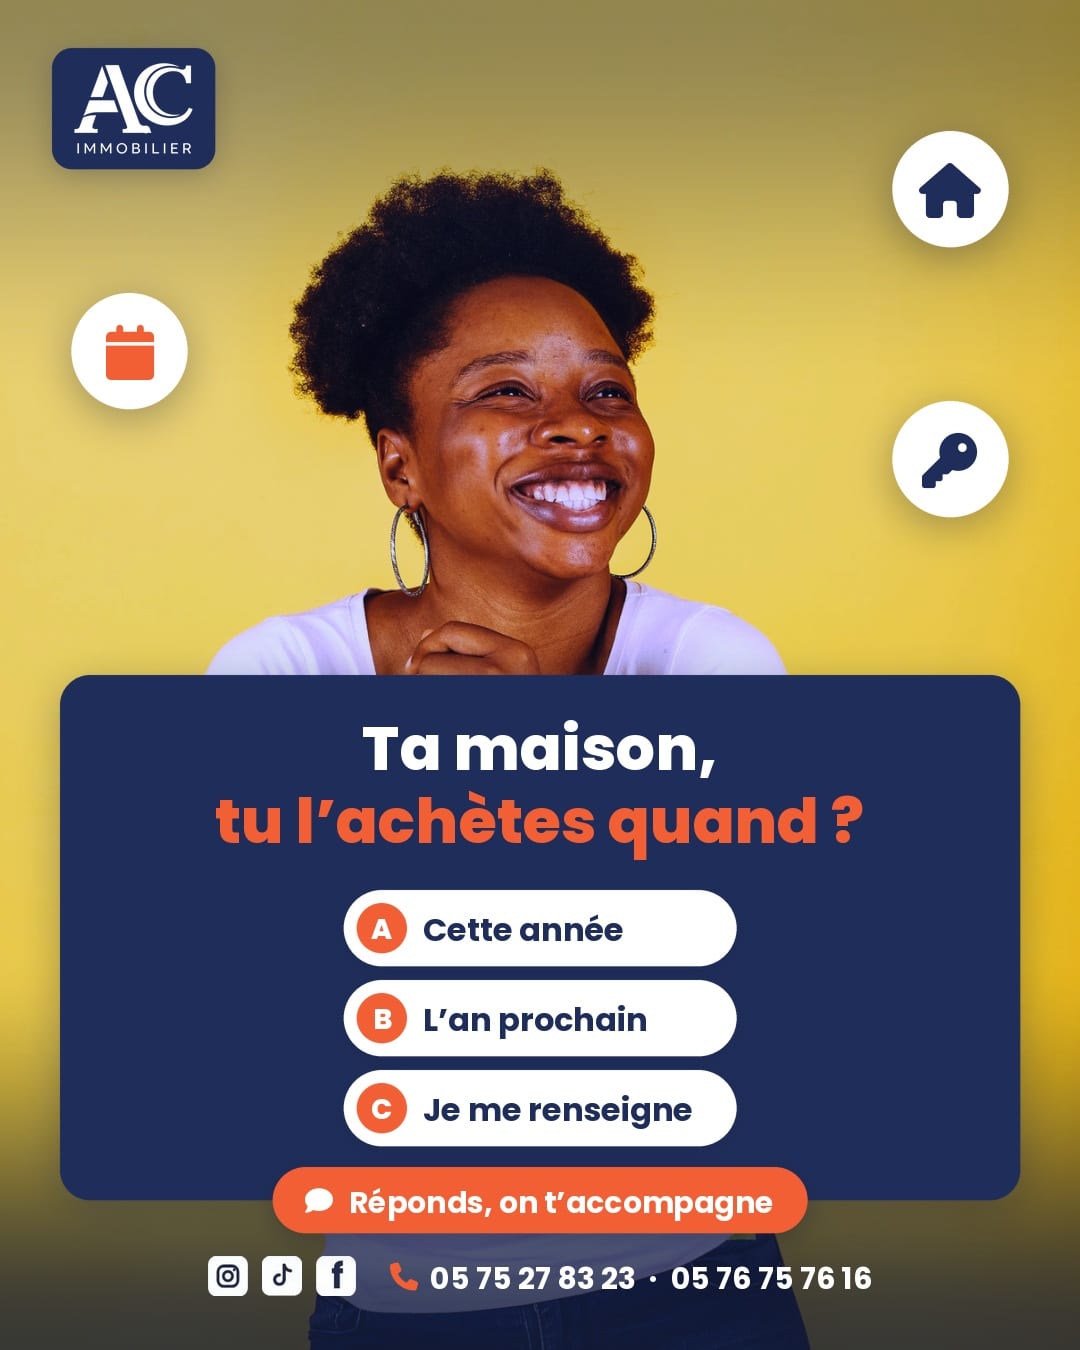 AC
IMMOBILIER
Ta maison,
tu l’achètes quand ?
A Cette année
B L’an prochain
C Je me renseigne
Réponds, on t’accompagne
05 75 27 83 23 · 05 76 75 76 16